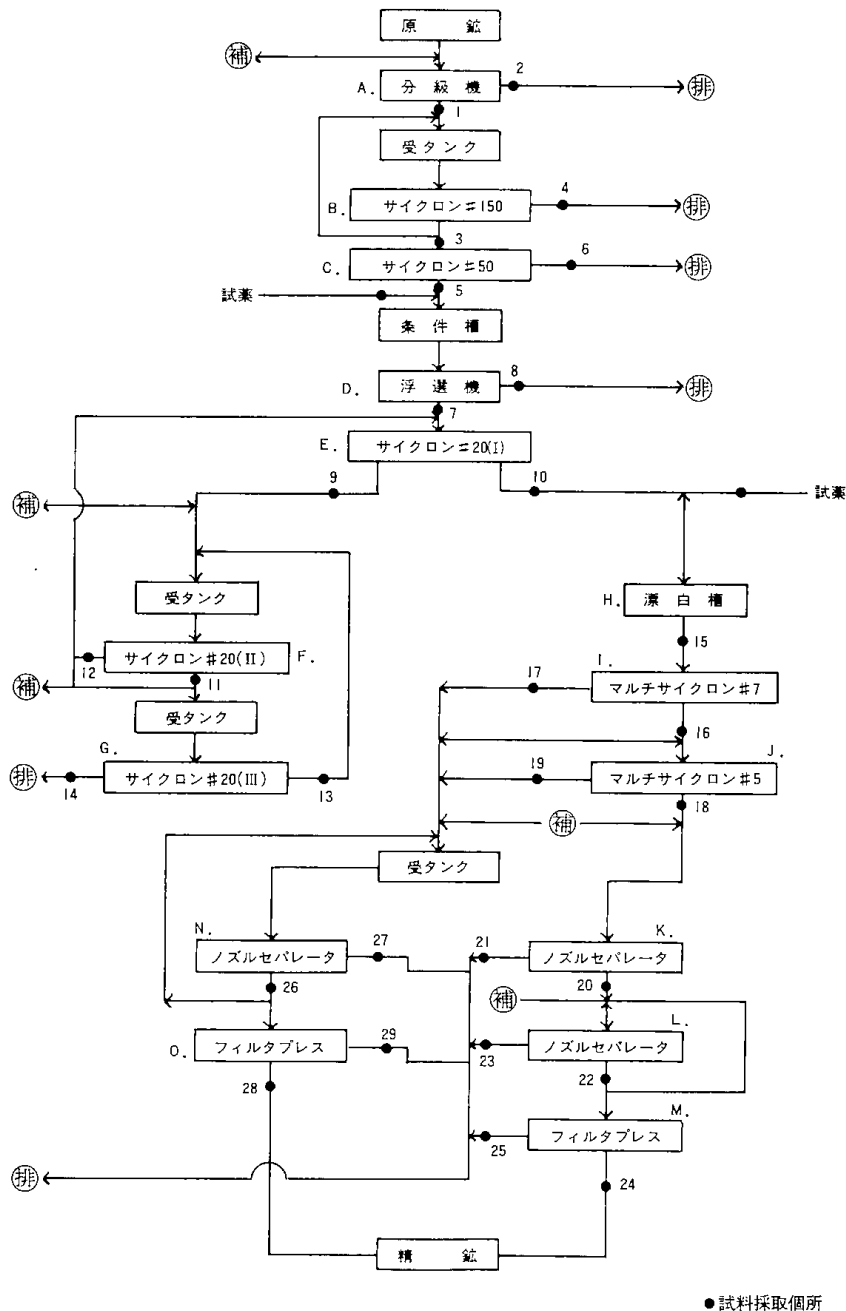 原 鉱
補
2
A. 分 級 機 排
1
受タンク
4
B. サイクロン#150 排
3
6
C. サイクロン#50 排
5
試薬
条 件 槽
8
D. 浮 選 機 排
7
E. サイクロン#20(I)
9 10
補 試薬
受タンク H. 漂 白 槽
15
サイクロン#20(II) F.
12 11 17 I.
補 マルチサイクロン#7
受タンク 16
G. 19 J.
排 サイクロン#20(III) マルチサイクロン#5
14 13 18
補
受タンク
N. 27 21 K.
ノズルセパレータ ノズルセパレータ
26 補 20
O. 29 L.
フィルタプレス ノズルセパレータ
28 23 22
M.
フィルタプレス
25
排 24
精 鉱
●試料採取個所